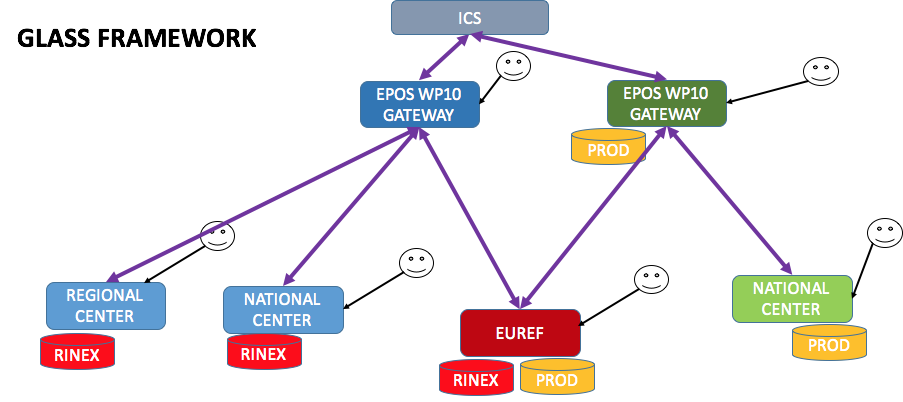 ICS
GLASS FRAMEWORK
EPOS WP10
GATEWAY
EPOS WP10
GATEWAY
PROD
REGIONAL
CENTER
NATIONAL
CENTER
NATIONAL
CENTER
EUREF
RINEX
RINEX
PROD
RINEX
PROD